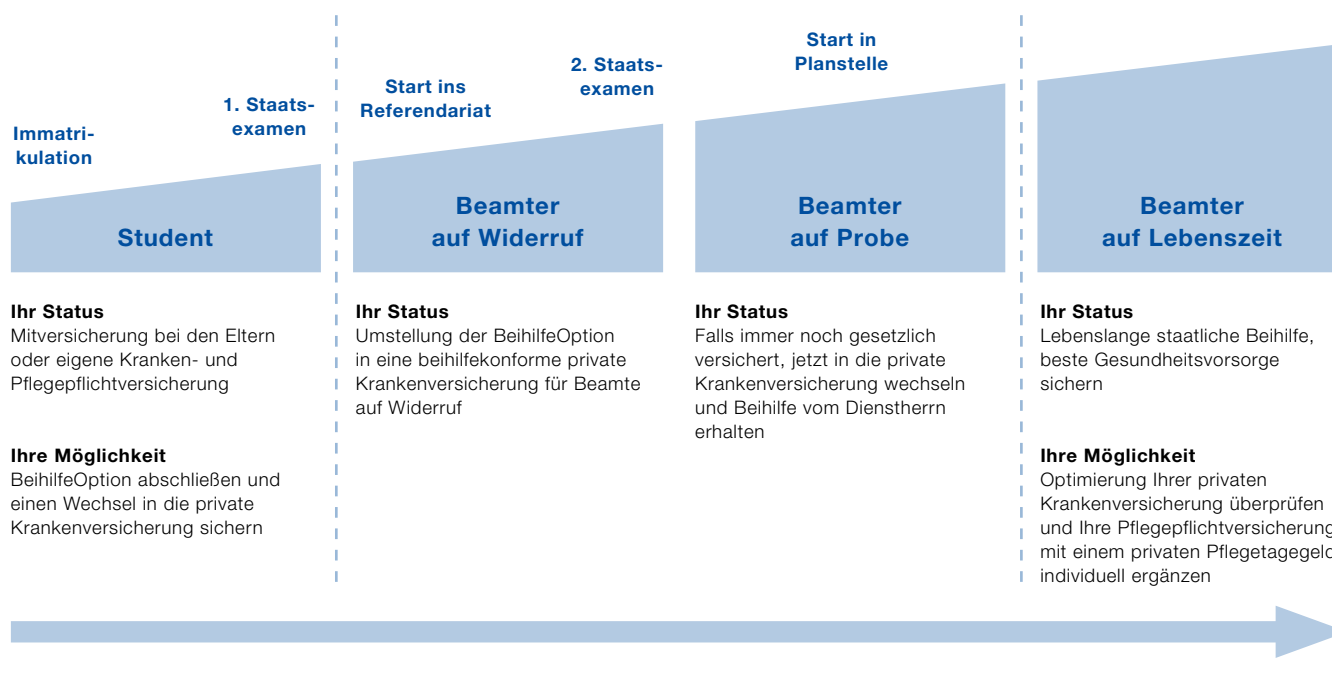 Immatri-
kulation
1. Staats-
examen
Student
Ihr Status
Mitversicherung bei den Eltern
oder eigene Kranken- und
Pflegepflichtversicherung
Ihre Möglichkeit
BeihilfeOption abschließen und
einen Wechsel in die private
Krankenversicherung sichern
Start ins
Referendariat
2. Staats-
examen
Beamter
auf Widerruf
Ihr Status
Umstellung der BeihilfeOption
in eine beihilfekonforme private
Krankenversicherung für Beamte
auf Widerruf
Start in
Planstelle
Beamter
auf Probe
Ihr Status
Falls immer noch gesetzlich
versichert, jetzt in die private
Krankenversicherung wechseln
und Beihilfe vom Dienstherrn
erhalten
Beamter
auf Lebenszeit
Ihr Status
Lebenslange staatliche Beihilfe,
beste Gesundheitsvorsorge
sichern
Ihre Möglichkeit
Optimierung Ihrer privaten
Krankenversicherung überprüfen
und Ihre Pflegepflichtversicherung
mit einem privaten Pflegetagegeld
individuell ergänzen